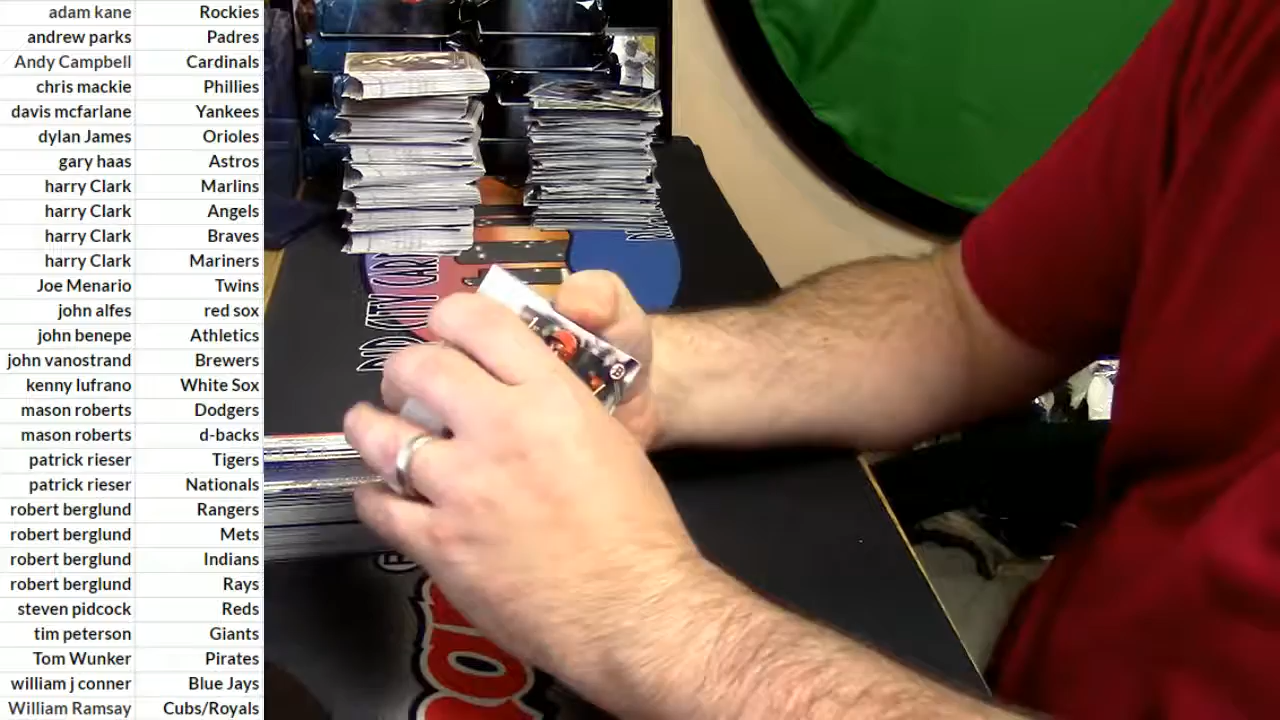 adam kane Rockies
andrew parks Padres
Andy Campbell Cardinals
chris mackie Phillies
davis mcfarlane Yankees
dylan James Orioles
gary haas Astros
harry Clark Marlins
harry Clark Angels
harry Clark Braves
harry Clark Mariners
Joe Menario Twins
john alfes red sox
john benepe Athletics
john vanostrand Brewers
kenny lufrano White Sox
mason roberts Dodgers
mason roberts d-backs
patrick rieser Tigers
patrick rieser Nationals
robert berglund Rangers
robert berglund Mets
robert berglund Indians
robert berglund Rays
steven pidcock Reds
tim peterson Giants
Tom Wunker Pirates
william j conner Blue Jays
William Ramsay Cubs/Royals
CITY